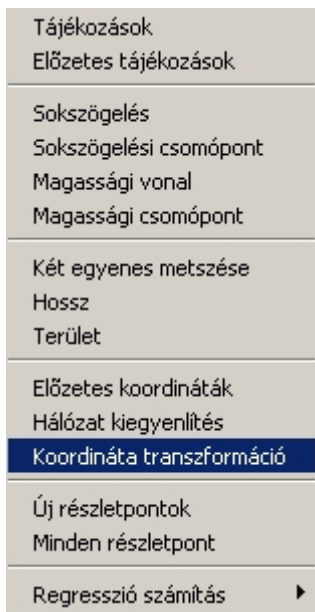 Tájékozások
Előzetes tájékozások
Sokszögelés
Sokszögelési csomópont
Magassági vonal
Magassági csomópont
Két egyenes metszése
Hossz
Terület
Előzetes koordináták
Hálózat kiegyenlítés
Koordináta transzformáció
Új részletpontok
Minden részletpont
Regresszió számítás